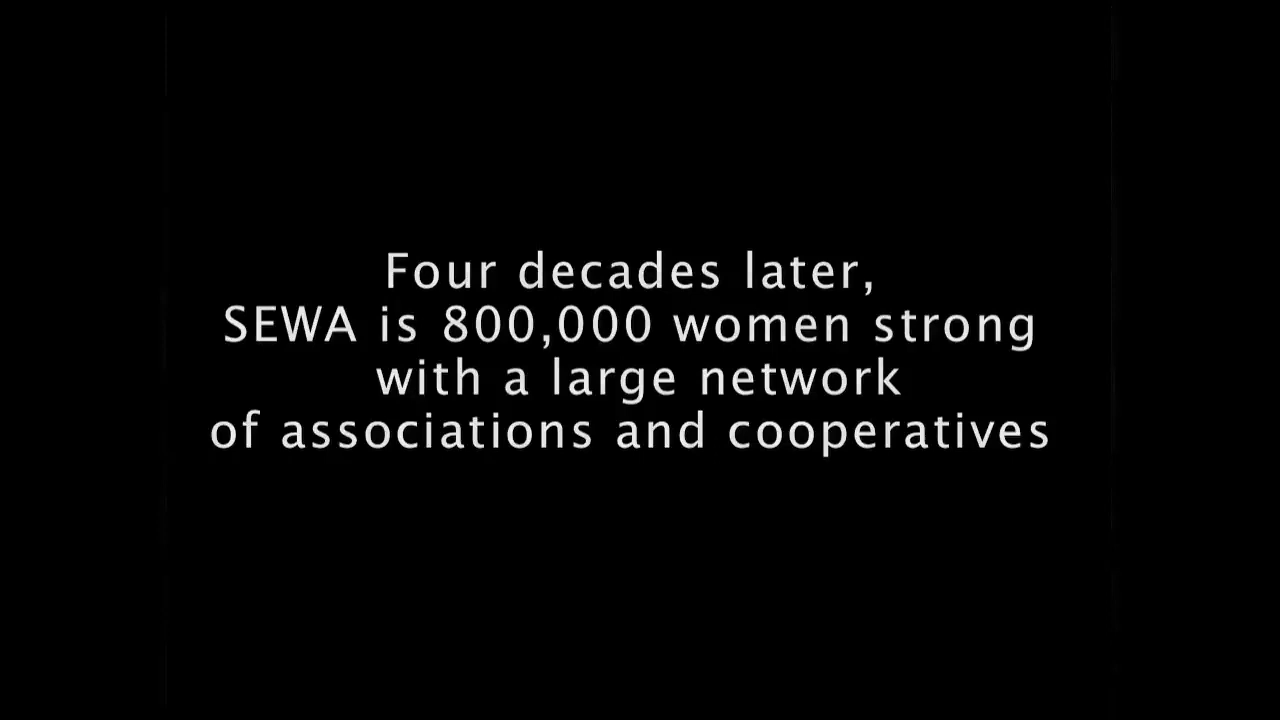 Four decades later,
SEWA is 800,000 women strong
with a large network
of associations and cooperatives